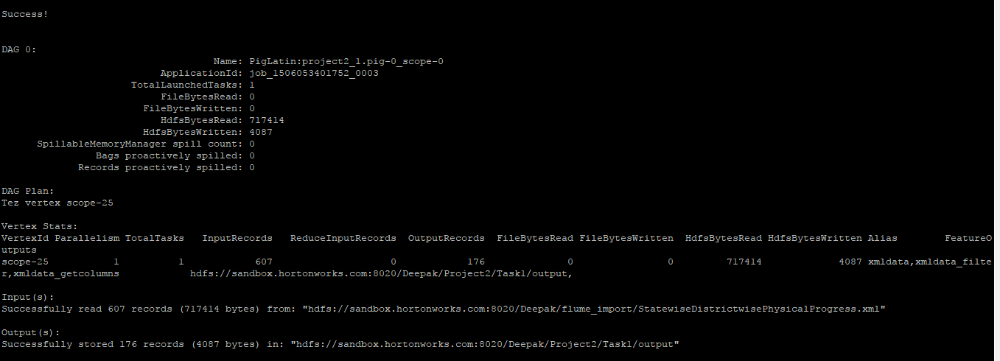 Success!
DAG 0:
Name: PigLatin:project2_1.pig-0_scope-0
ApplicationId: job_1506053401752_0003
TotalLaunchedTasks: 1
FileBytesRead: 0
FileBytesWritten: 0
HdfsBytesRead: 717414
HdfsBytesWritten: 4087
SpillableMemoryManager spill count: 0
Bags proactively spilled: 0
Records proactively spilled: 0
DAG Plan:
Tez vertex scope-25
Vertex Stats:
VertexId Parallelism TotalTasks   InputRecords   ReduceInputRecords  OutputRecords  FileBytesRead FileBytesWritten  HdfsBytesRead HdfsBytesWritten Alias        FeatureO
utputs
scope-25           1          1            607                    0            176              0                0         717414             4087 xmldata,xmldata_filte
r,xmldata_getcolumns            hdfs://sandbox.hortonworks.com:8020/Deepak/Project2/Task1/output,
Input(s):
Successfully read 607 records (717414 bytes) from: "hdfs://sandbox.hortonworks.com:8020/Deepak/flume_import/StatewiseDistrictwisePhysicalProgress.xml"
Output(s):
Successfully stored 176 records (4087 bytes) in: "hdfs://sandbox.hortonworks.com:8020/Deepak/Project2/Task1/output"